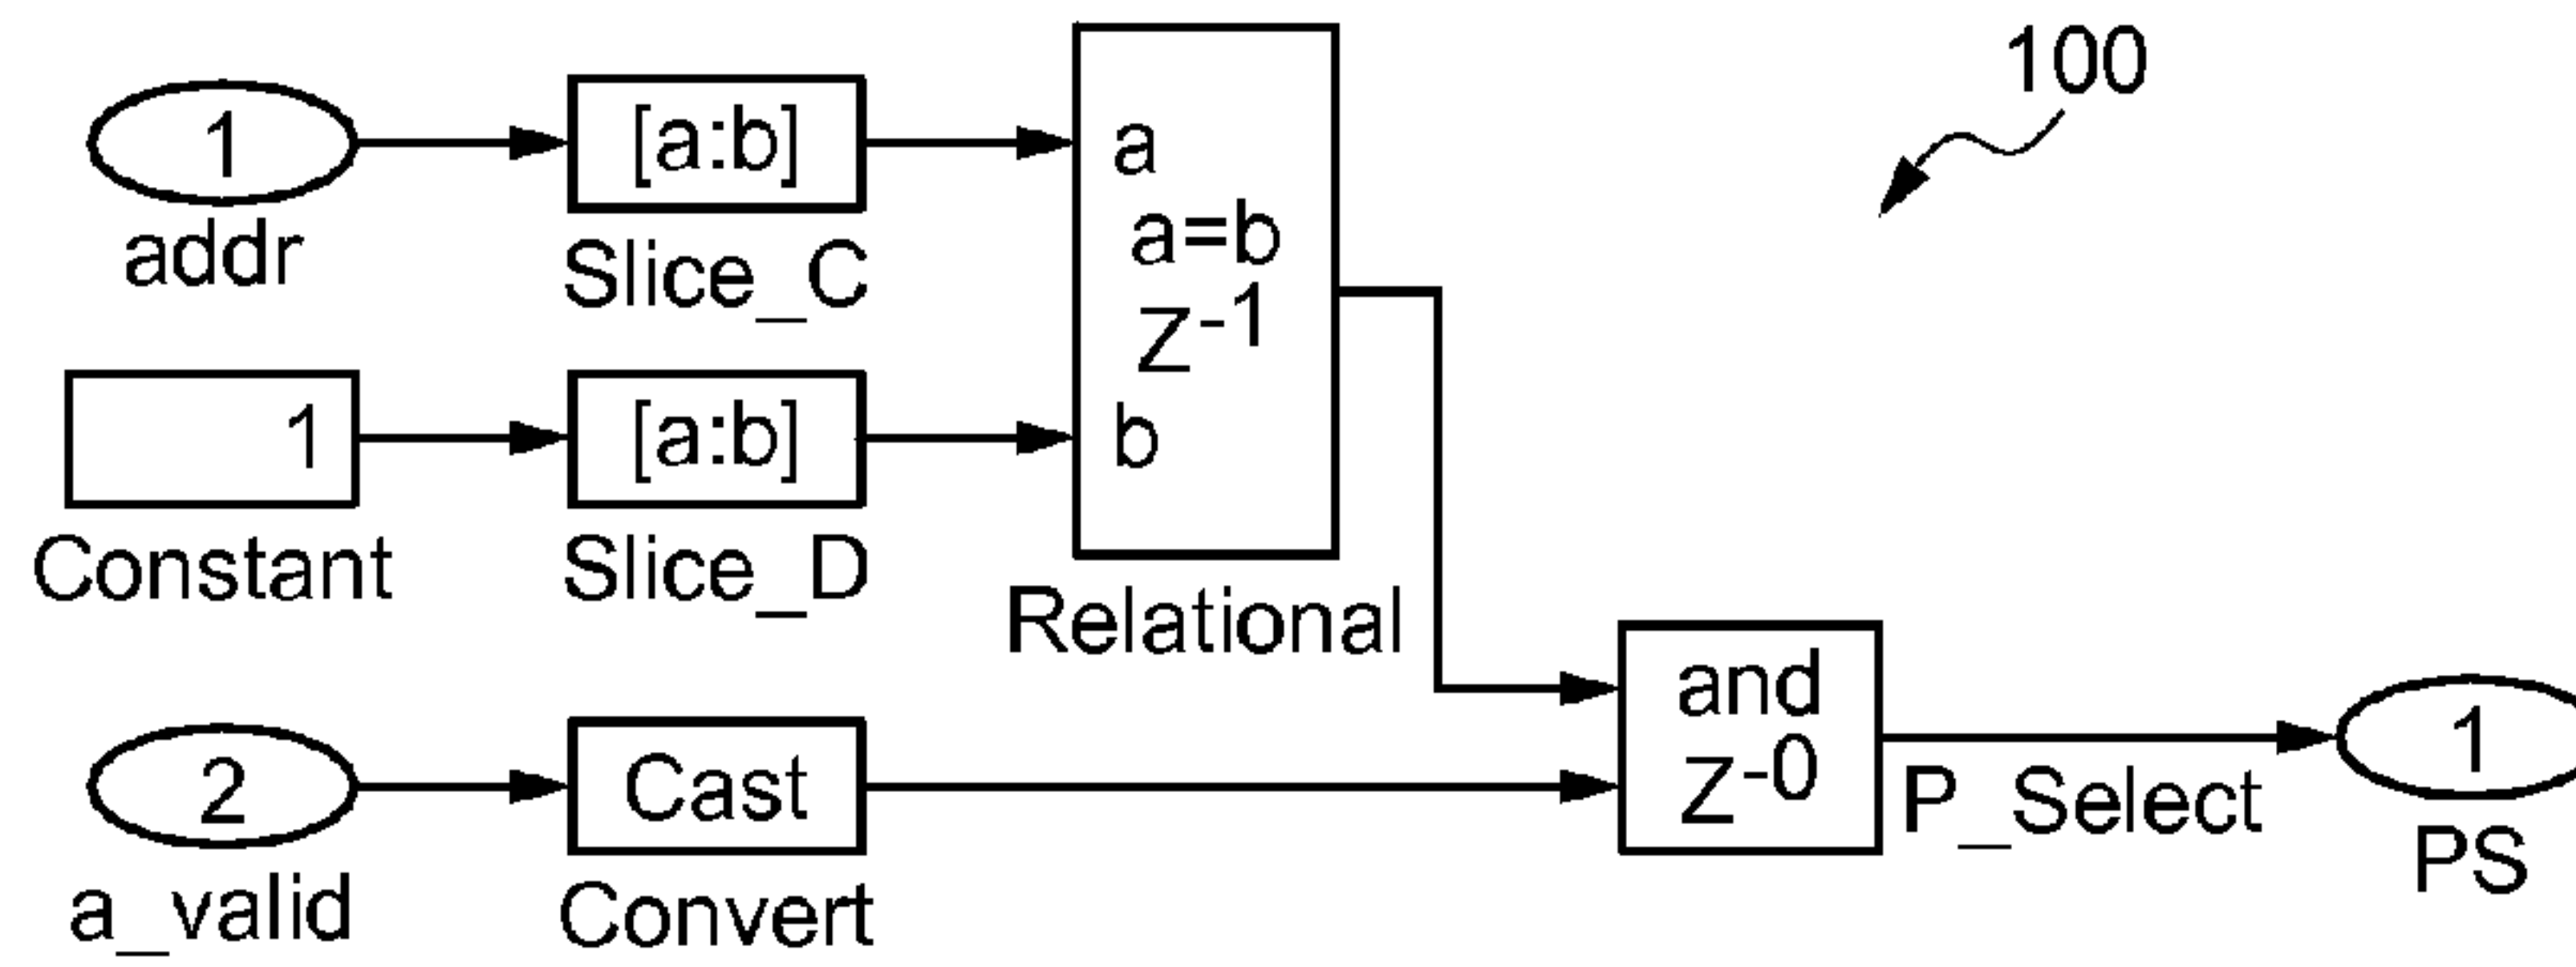 100
1
addr
[a:b]
Slice_C
a
a=b
Z-1
b
Relational
1
Constant
[a:b]
Slice_D
2
a_valid
Cast
Convert
and
Z-0
P_Select
1
PS